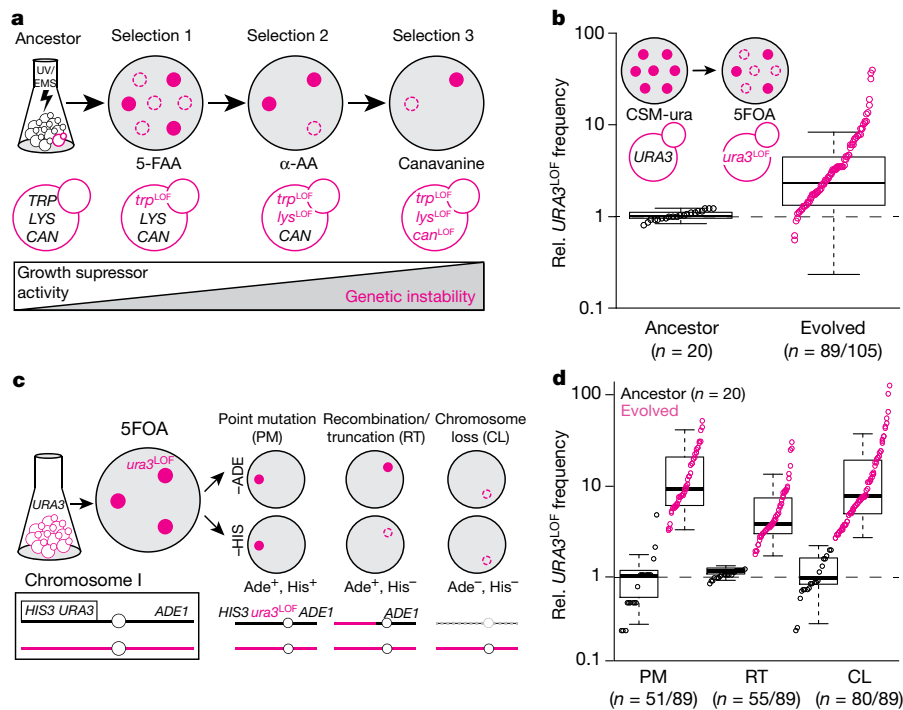 a
Ancestor
Selection 1
Selection 2
Selection 3
UV/
EMS
5-FAA
α-AA
Canavanine
TRP
LYS
CAN
trpLOF
LYS
CAN
trpLOF
lysLOF
CAN
trpLOF
lysLOF
canLOF
Growth supressor
activity
Genetic instability
b
Rel. URA3LOF frequency
100
10
1
0.1
CSM-ura
5FOA
URA3
ura3LOF
Ancestor
(n = 20)
Evolved
(n = 89/105)
c
5FOA
ura3LOF
URA3
Point mutation
(PM)
Recombination/
truncation (RT)
Chromosome
loss (CL)
–ADE
–HIS
Ade+, His+
Ade+, His–
Ade–, His–
Chromosome I
HIS3 URA3
ADE1
HIS3 ura3LOF ADE1
ADE1
d
Rel. URA3LOF frequency
Ancestor (n = 20)
Evolved
100
10
1
0.1
PM
(n = 51/89)
RT
(n = 55/89)
CL
(n = 80/89)